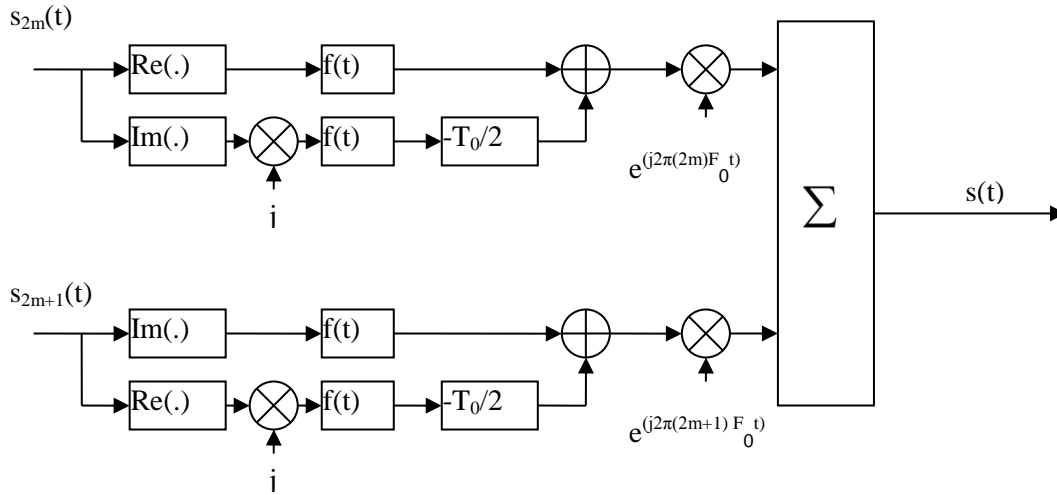 s2m(t)
Re(.) f(t)
Im(.) f(t) -T0/2
j
e(j2π(2m)F0t)
∑
s(t)
s2m+1(t)
Im(.) f(t)
Re(.) f(t) -T0/2
j
e(j2π(2m+1) F0t)